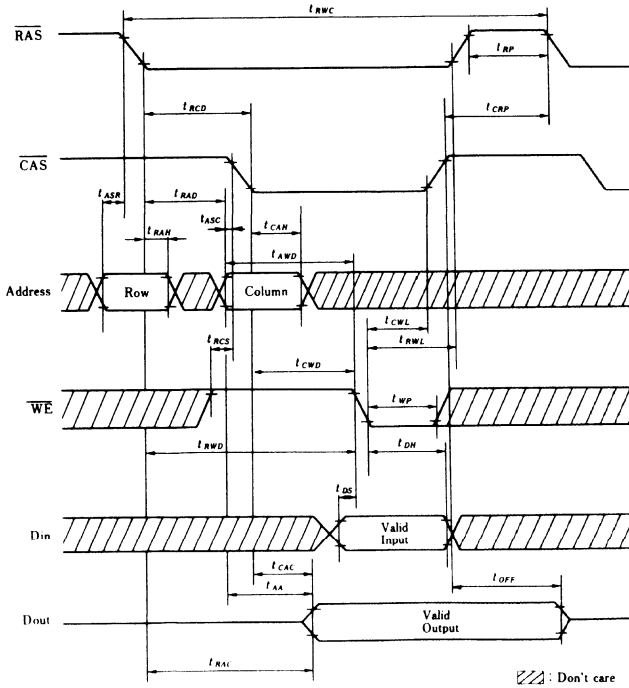 tRWC
RAS
tRP
tRCD
tCRP
CAS
tASR
tRAD
tASC
tCAH
tRAH
tAWD
Address
Row
Column
tRCS
tCWL
tRWL
tCWD
WE
tWP
tRWD
tDH
tDS
Din
Valid
Input
tCAC
tOFF
tAA
Dout
Valid
Output
tRAC
: Don't care